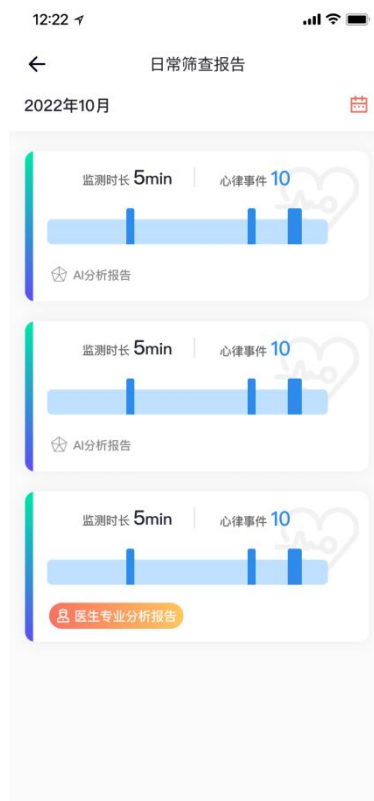 12:22
日常筛查报告
2022年10月
监测时长 5min 心律事件 10
AI分析报告
监测时长 5min 心律事件 10
AI分析报告
监测时长 5min 心律事件 10
医生专业分析报告